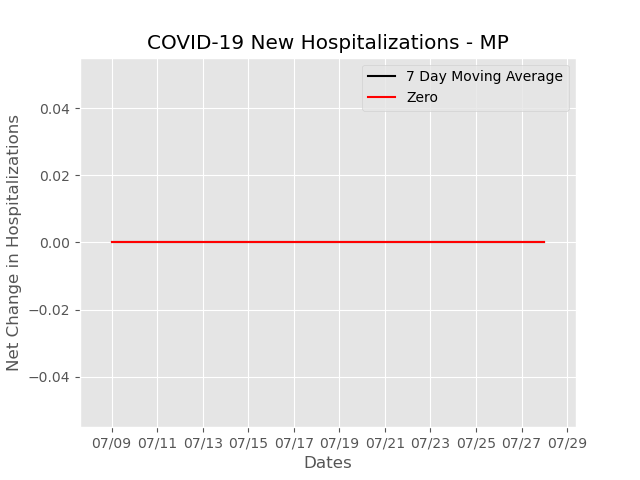 COVID-19 New Hospitalizations - MP
7 Day Moving Average
Zero
Net Change in Hospitalizations
0.04
0.02
0.00
−0.02
−0.04
07/09 07/11 07/13 07/15 07/17 07/19 07/21 07/23 07/25 07/27 07/29
Dates